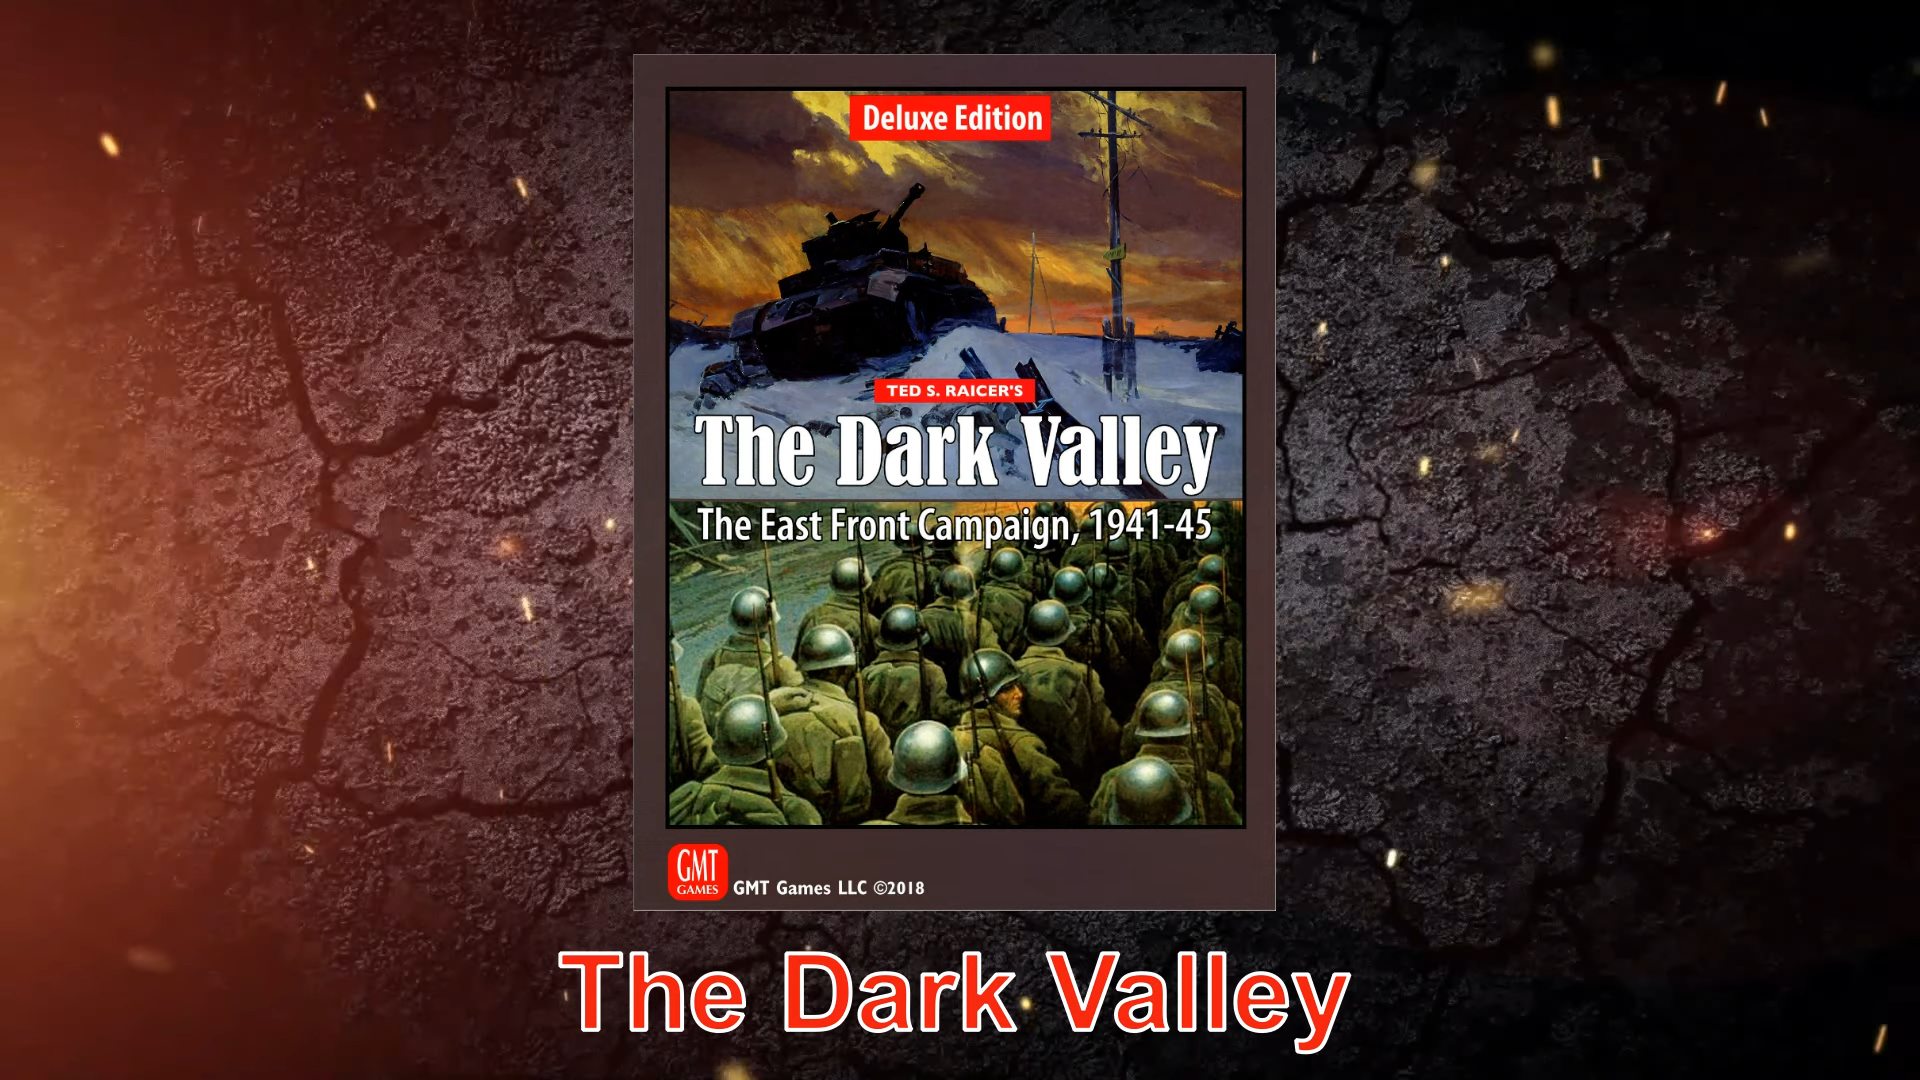 Deluxe Edition
TED S. RAICER'S
The Dark Valley
The East Front Campaign, 1941-45
GMT
GAMES
GMT Games LLC ©2018
The Dark Valley